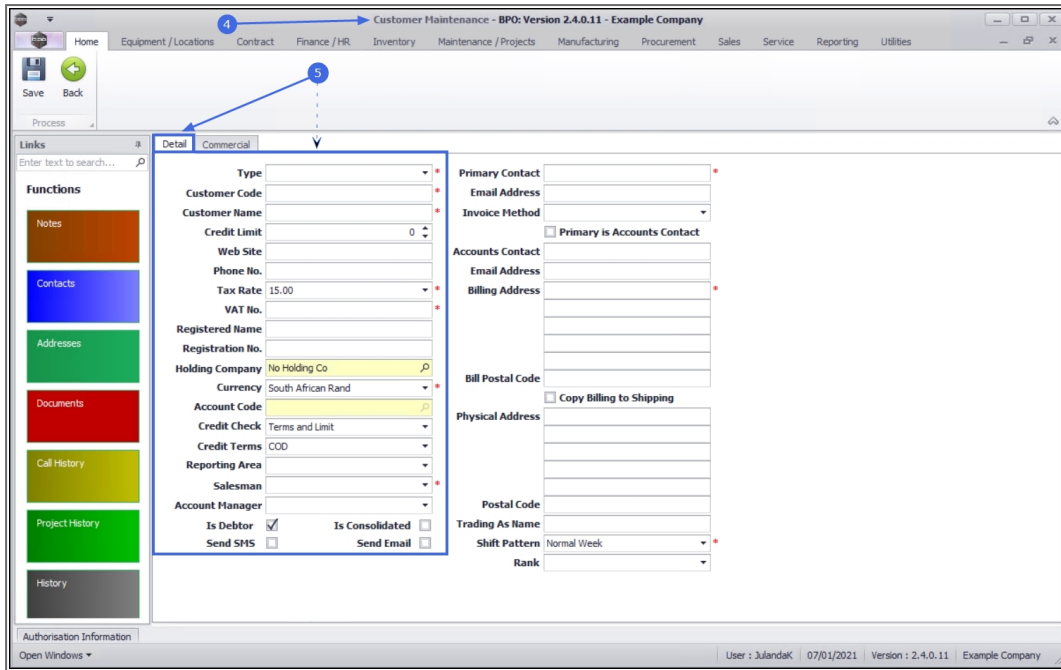 4
Customer Maintenance - BPO: Version 2.4.0.11 - Example Company
Home Equipment / Locations Contract Finance / HR Inventory Maintenance / Projects Manufacturing Procurement Sales Service Reporting Utilities
Save Back
5
Process
Links
Enter text to search...
Functions
Notes
Contacts
Addresses
Documents
Call History
Project History
History
Detail Commercial
Type *
Customer Code *
Customer Name *
Credit Limit 0
Web Site
Phone No.
Tax Rate 15.00 *
VAT No. *
Registered Name
Registration No.
Holding Company No Holding Co
Currency South African Rand *
Account Code
Credit Check Terms and Limit
Credit Terms COD
Reporting Area
Salesman *
Account Manager
Is Debtor Is Consolidated
Send SMS Send Email
Primary Contact *
Email Address
Invoice Method
Primary is Accounts Contact
Accounts Contact
Email Address
Billing Address *
Bill Postal Code
Copy Billing to Shipping
Physical Address
Postal Code
Trading As Name
Shift Pattern Normal Week *
Rank
Authorisation Information
Open Windows User : JulandaK 07/01/2021 Version : 2.4.0.11 Example Company